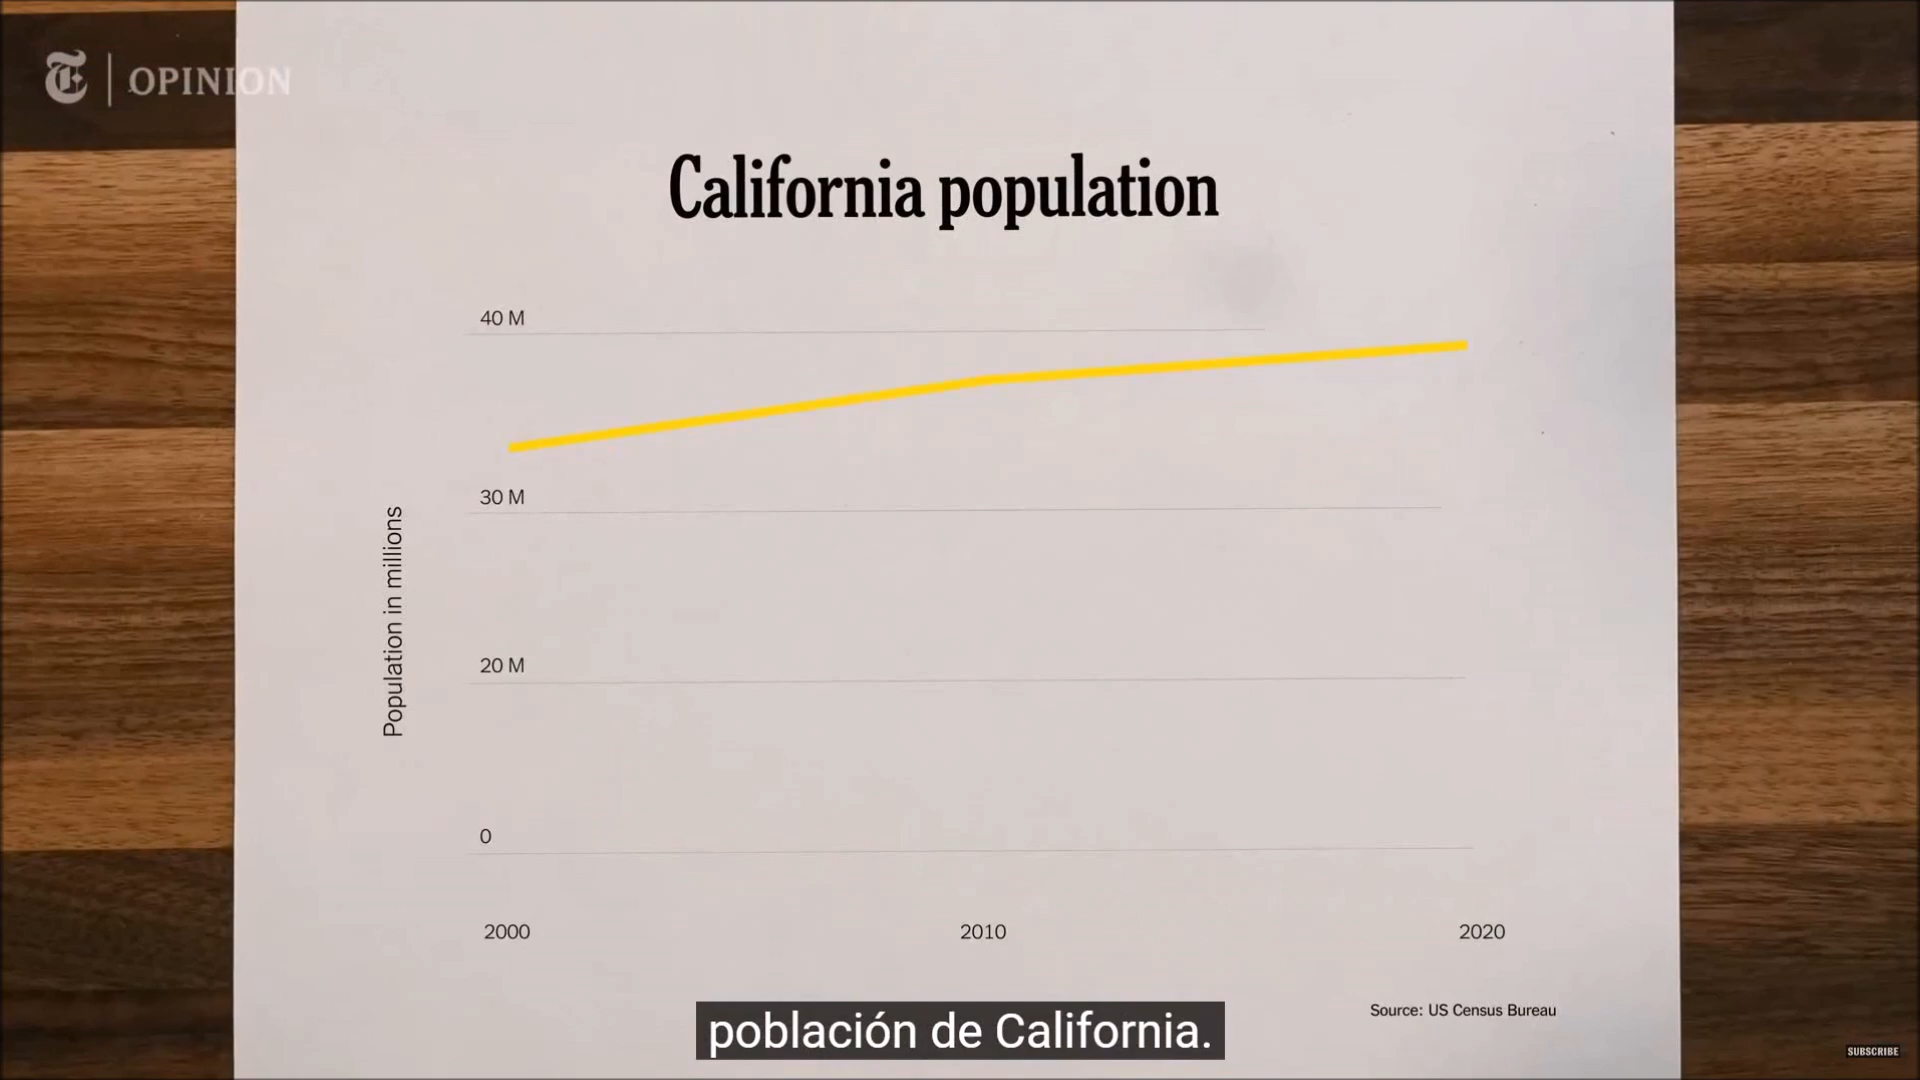 T | OPINION
California population
40 M
30 M
Population in millions
20 M
0
2000 2010 2020
Source: US Census Bureau
población de California.
SUBSCRIBE